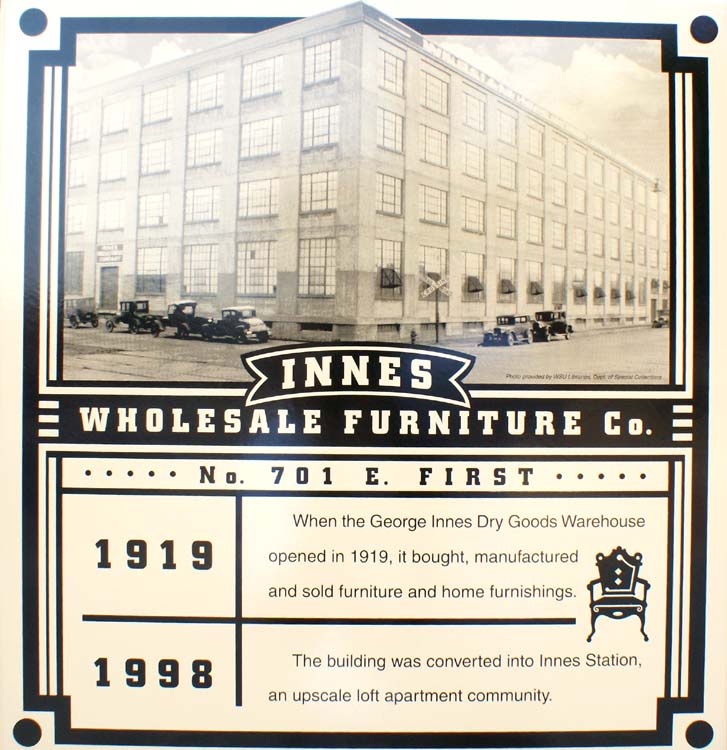 Photo provided by WSU Libraries, Dept. of Special Collections
INNES
WHOLESALE FURNITURE Co.
No. 701 E. FIRST
1919
When the George Innes Dry Goods Warehouse
opened in 1919, it bought, manufactured
and sold furniture and home furnishings.
1998
The building was converted into Innes Station,
an upscale loft apartment community.